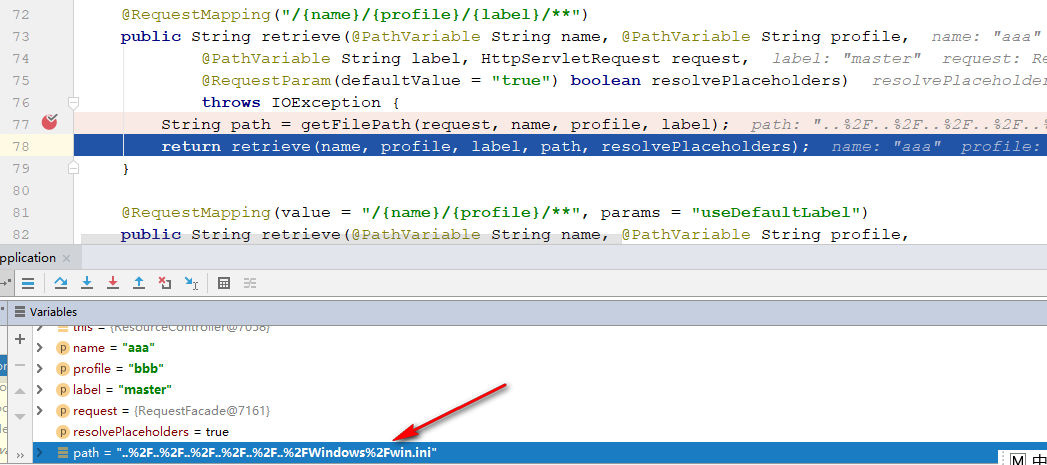 72 @RequestMapping("/{name}/{profile}/{label}/**")
73 public String retrieve(@PathVariable String name, @PathVariable String profile, name: "aaa"
74 @PathVariable String label, HttpServletRequest request, label: "master" request: Re
75 @RequestParam(defaultValue = "true") boolean resolvePlaceholders) resolvePlaceholder
76 throws IOException {
77 String path = getFilePath(request, name, profile, label); path: "..%2F..%2F..%2F..%2F..%
78 return retrieve(name, profile, label, path, resolvePlaceholders); name: "aaa" profile:
79 }
80
81 @RequestMapping(value = "/{name}/{profile}/**", params = "useDefaultLabel")
82 public String retrieve(@PathVariable String name, @PathVariable String profile,
pplication ×
Variables
this = {ResourceController@7056}
name = "aaa"
profile = "bbb"
label = "master"
request = {RequestFacade@7161}
resolvePlaceholders = true
path = "..%2F..%2F..%2F..%2F..%2F..%2FWindows%2Fwin.ini"
M 中